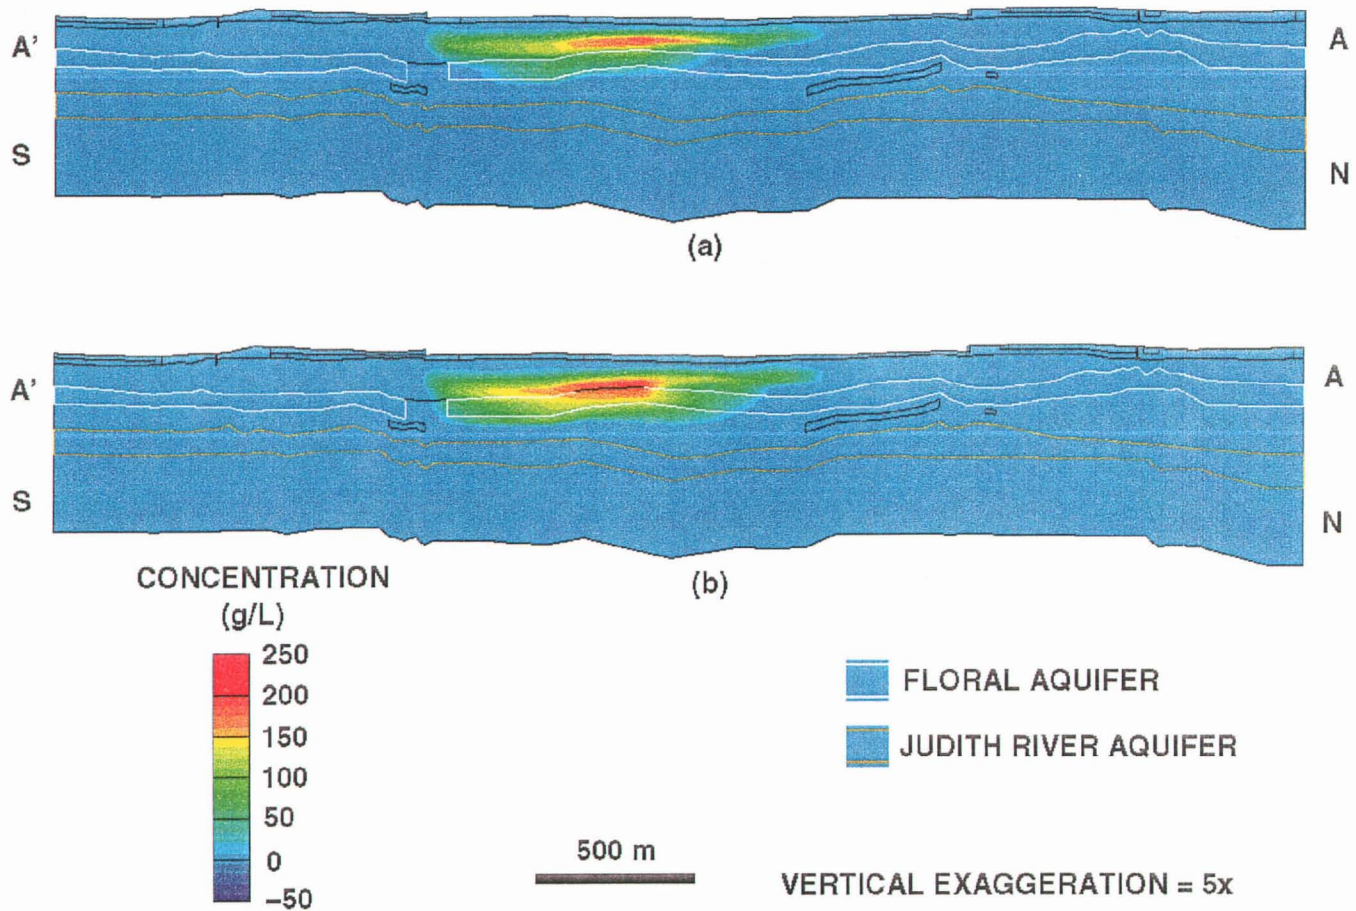 A' A
S N
(a)
A' A
S N
(b)
CONCENTRATION
(g/L)
250
200
150
100
50
0
–50
FLORAL AQUIFER
JUDITH RIVER AQUIFER
500 m
VERTICAL EXAGGERATION = 5x